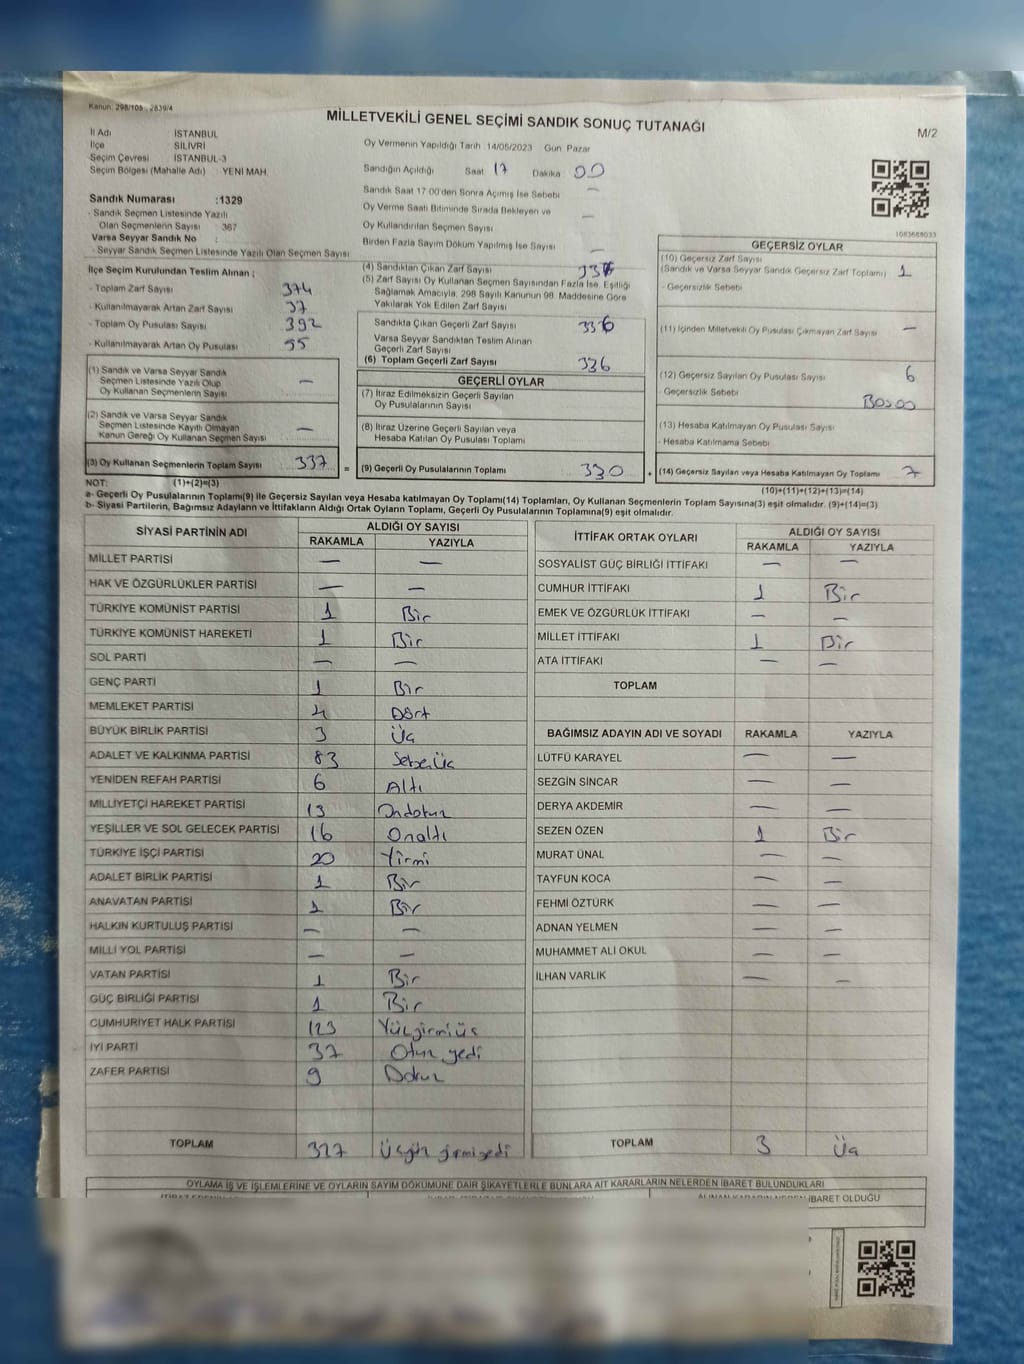 Kanun: 298/105 - 2839/4
MİLLETVEKİLİ GENEL SEÇİMİ SANDIK SONUÇ TUTANAĞI
M/2
İl Adı İSTANBUL
İlçe SİLİVRİ
Seçim Çevresi İSTANBUL-3
Seçim Bölgesi (Mahalle Adı) YENİ MAH.
Oy Vermenin Yapıldığı Tarih 14/05/2023 Gün Pazar
Sandığın Açıldığı Saat 17 Dakika 00
Sandık Saat 17.00'den Sonra Açılmış İse Sebebi —
Oy Verme Saati Bitiminde Sırada Bekleyen ve
Oy Kullandırılan Seçmen Sayısı —
Birden Fazla Sayım Döküm Yapılmış İse Sayısı —
1083668033
Sandık Numarası :1329
- Sandık Seçmen Listesinde Yazılı
Olan Seçmenlerin Sayısı : 367
Varsa Seyyar Sandık No :
- Seyyar Sandık Seçmen Listesinde Yazılı Olan Seçmen Sayısı
İlçe Seçim Kurulundan Teslim Alınan ;
- Toplam Zarf Sayısı 374
- Kullanılmayarak Artan Zarf Sayısı 37
- Toplam Oy Pusulası Sayısı 392
- Kullanılmayarak Artan Oy Pusulası 55
(1) Sandık ve Varsa Seyyar Sandık
Seçmen Listesinde Yazılı Olup
Oy Kullanan Seçmenlerin Sayısı —
(2) Sandık ve Varsa Seyyar Sandık
Seçmen Listesinde Kayıtlı Olmayan
Kanun Gereği Oy Kullanan Seçmen Sayısı —
(3) Oy Kullanan Seçmenlerin Toplam Sayısı 337 =
(4) Sandıktan Çıkan Zarf Sayısı
(5) Zarf Sayısı Oy Kullanan Seçmen Sayısından Fazla İse, Eşitliği
Sağlamak Amacıyla, 298 Sayılı Kanunun 98. Maddesine Göre
Yakılarak Yok Edilen Zarf Sayısı
Sandıkta Çıkan Geçerli Zarf Sayısı 336
Varsa Seyyar Sandıktan Teslim Alınan
Geçerli Zarf Sayısı
(6) Toplam Geçerli Zarf Sayısı 336
GEÇERLİ OYLAR
(7) İtiraz Edilmeksizin Geçerli Sayılan
Oy Pusulalarının Sayısı
(8) İtiraz Üzerine Geçerli Sayılan veya
Hesaba Katılan Oy Pusulası Toplamı
(9) Geçerli Oy Pusulalarının Toplamı 330 +
GEÇERSİZ OYLAR
(10) Geçersiz Zarf Sayısı
(Sandık ve Varsa Seyyar Sandık Geçersiz Zarf Toplamı) 1
- Geçersizlik Sebebi
(11) İçinden Milletvekili Oy Pusulası Çıkmayan Zarf Sayısı —
(12) Geçersiz Sayılan Oy Pusulası Sayısı 6
- Geçersizlik Sebebi
(13) Hesaba Katılmayan Oy Pusulası Sayısı
- Hesaba Katılmama Sebebi
(14) Geçersiz Sayılan veya Hesaba Katılmayan Oy Toplamı 7
NOT: (1)+(2)=(3)
(10)+(11)+(12)+(13)=(14)
a- Geçerli Oy Pusulalarının Toplamı(9) ile Geçersiz Sayılan veya Hesaba katılmayan Oy Toplamı(14) Toplamları, Oy Kullanan Seçmenlerin Toplam Sayısına(3) eşit olmalıdır. (9)+(14)=(3)
b- Siyasi Partilerin, Bağımsız Adayların ve İttifakların Aldığı Ortak Oyların Toplamı, Geçerli Oy Pusulalarının Toplamına(9) eşit olmalıdır.
SİYASİ PARTİNİN ADI ALDIĞI OY SAYISI
RAKAMLA YAZIYLA
MİLLET PARTİSİ — —
HAK VE ÖZGÜRLÜKLER PARTİSİ — —
TÜRKİYE KOMÜNİST PARTİSİ 1 Bir
TÜRKİYE KOMÜNİST HAREKETİ 1 Bir
SOL PARTİ — —
GENÇ PARTİ 1 Bir
MEMLEKET PARTİSİ 4 Dört
BÜYÜK BİRLİK PARTİSİ 3 Üç
ADALET VE KALKINMA PARTİSİ 83
YENİDEN REFAH PARTİSİ 6 Altı
MİLLİYETÇİ HAREKET PARTİSİ
YEŞİLLER VE SOL GELECEK PARTİSİ 16 Onaltı
TÜRKİYE İŞÇİ PARTİSİ 20 Yirmi
ADALET BİRLİK PARTİSİ 1 Bir
ANAVATAN PARTİSİ 1 Bir
HALKIN KURTULUŞ PARTİSİ — —
MİLLİ YOL PARTİSİ — —
VATAN PARTİSİ 1 Bir
GÜÇ BİRLİĞİ PARTİSİ 1 Bir
CUMHURİYET HALK PARTİSİ 123
İYİ PARTİ 37 Otuz yedi
ZAFER PARTİSİ 9 Dokuz
TOPLAM 327
İTTİFAK ORTAK OYLARI ALDIĞI OY SAYISI
RAKAMLA YAZIYLA
SOSYALİST GÜÇ BİRLİĞİ İTTİFAKI — —
CUMHUR İTTİFAKI 1 Bir
EMEK VE ÖZGÜRLÜK İTTİFAKI — —
MİLLET İTTİFAKI 1 Bir
ATA İTTİFAKI — —
TOPLAM
BAĞIMSIZ ADAYIN ADI VE SOYADI RAKAMLA YAZIYLA
LÜTFÜ KARAYEL — —
SEZGİN SİNCAR — —
DERYA AKDEMİR — —
SEZEN ÖZEN 1 Bir
MURAT ÜNAL — —
TAYFUN KOCA — —
FEHMİ ÖZTÜRK — —
ADNAN YELMEN — —
MUHAMMET ALİ OKUL — —
İLHAN VARLIK — —
TOPLAM 3 Üç
OYLAMA İŞ VE İŞLEMLERİNE VE OYLARIN SAYIM DÖKÜMÜNE DAİR ŞİKAYETLERLE BUNLARA AİT KARARLARIN NELERDEN İBARET BULUNDUKLARI
İBARET OLDUĞU